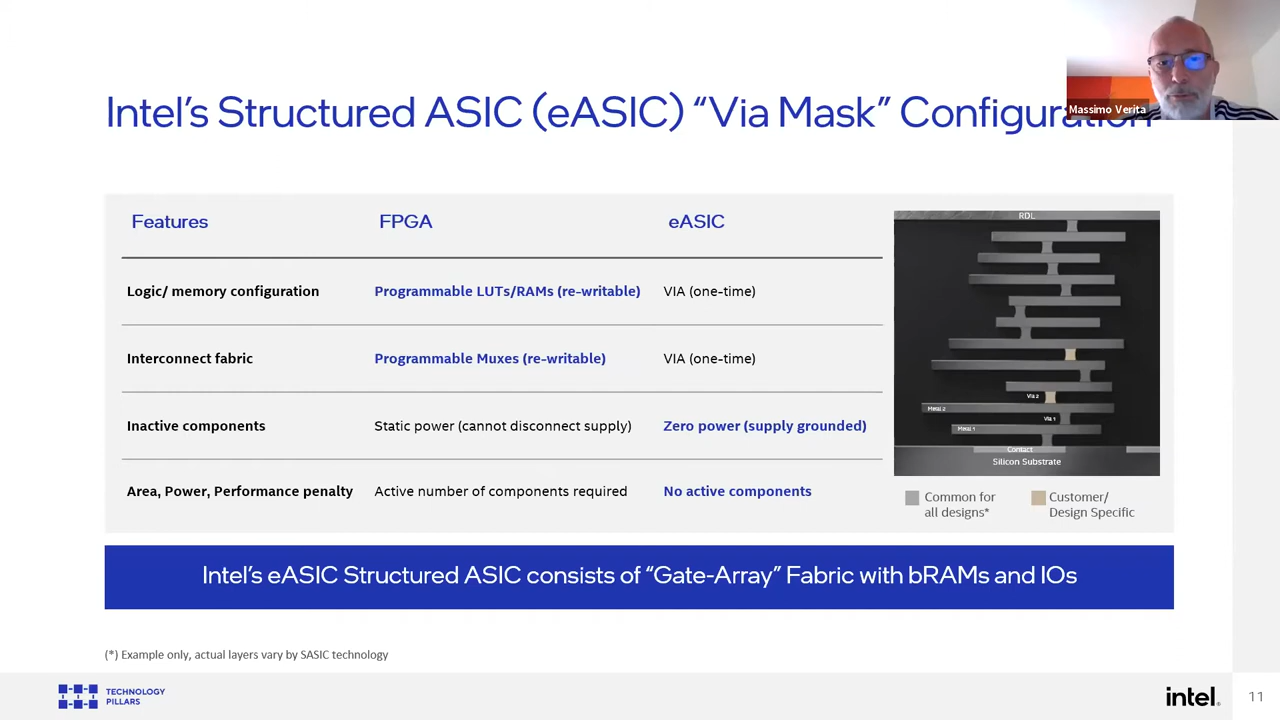 Massimo Verita
Intel's Structured ASIC (eASIC) “Via Mask” Configuration
Features FPGA eASIC
Logic/ memory configuration Programmable LUTs/RAMs (re-writable) VIA (one-time)
Interconnect fabric Programmable Muxes (re-writable) VIA (one-time)
Inactive components Static power (cannot disconnect supply) Zero power (supply grounded)
Area, Power, Performance penalty Active number of components required No active components
RDL
Via 2
Metal 2
Via 1
Metal 1
Contact
Silicon Substrate
Common for
all designs*
Customer/
Design Specific
Intel's eASIC Structured ASIC consists of “Gate-Array” Fabric with bRAMs and IOs
(*) Example only, actual layers vary by SASIC technology
TECHNOLOGY
PILLARS
intel.
11